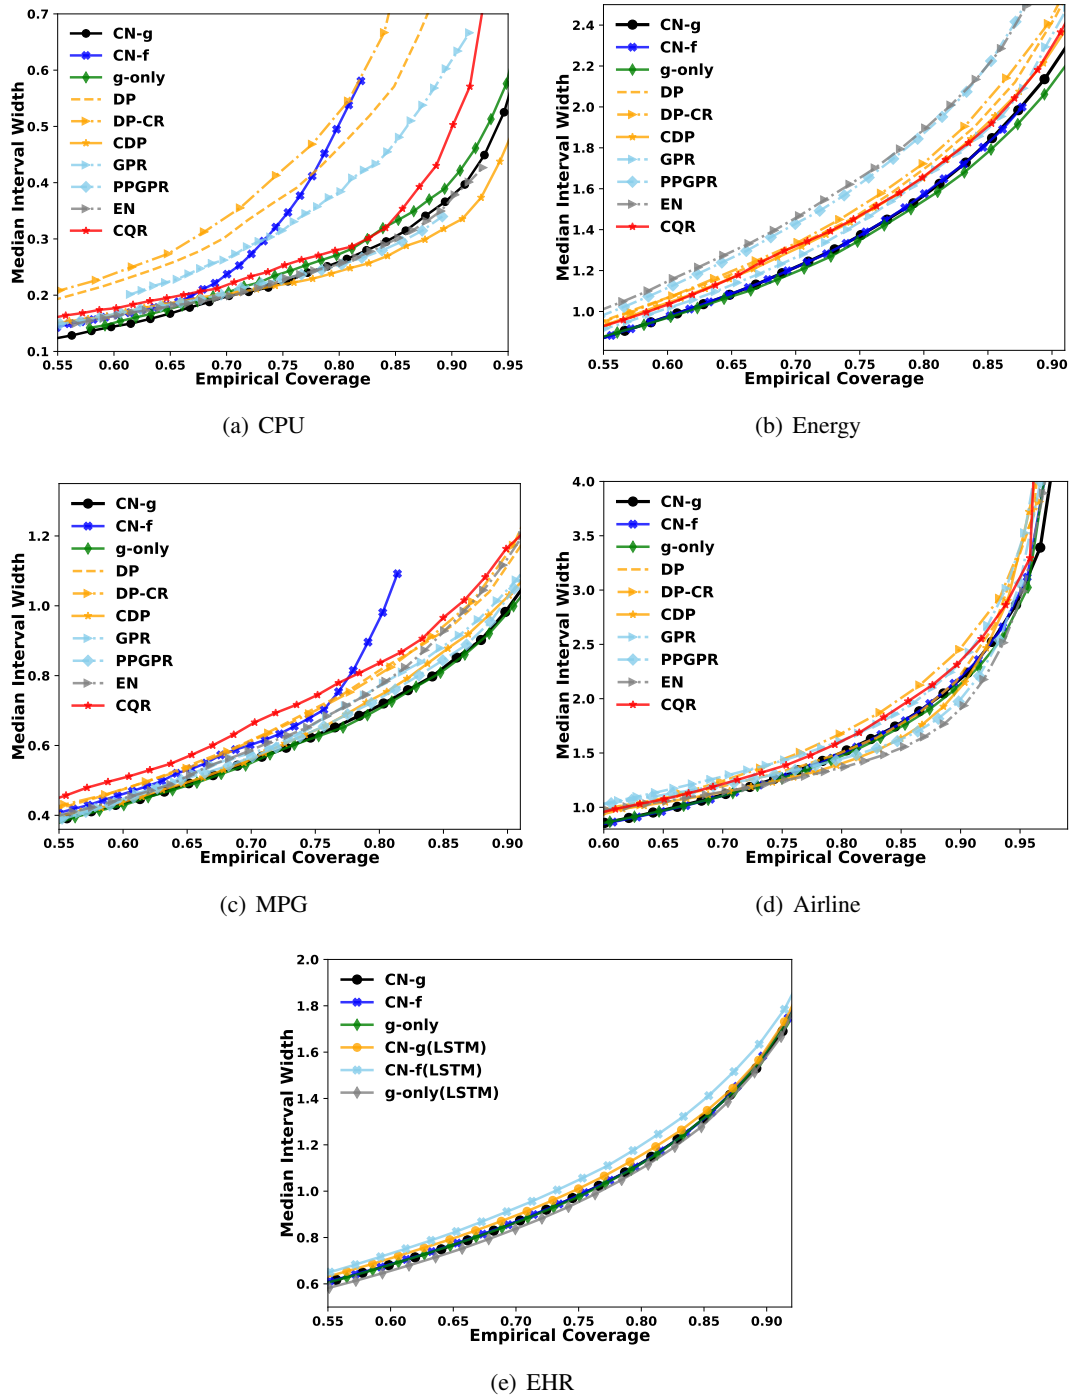 0.7
0.6
0.5
0.4
0.3
0.2
0.1
Median Interval Width
CN-g
CN-f
g-only
DP
DP-CR
CDP
GPR
PPGPR
EN
CQR
0.55 0.60 0.65 0.70 0.75 0.80 0.85 0.90 0.95
Empirical Coverage
(a) CPU
2.4
2.2
2.0
1.8
1.6
1.4
1.2
1.0
Median Interval Width
CN-g
CN-f
g-only
DP
DP-CR
CDP
GPR
PPGPR
EN
CQR
0.55 0.60 0.65 0.70 0.75 0.80 0.85 0.90
Empirical Coverage
(b) Energy
1.2
1.0
0.8
0.6
0.4
Median Interval Width
CN-g
CN-f
g-only
DP
DP-CR
CDP
GPR
PPGPR
EN
CQR
0.55 0.60 0.65 0.70 0.75 0.80 0.85 0.90
Empirical Coverage
(c) MPG
4.0
3.5
3.0
2.5
2.0
1.5
1.0
Median Interval Width
CN-g
CN-f
g-only
DP
DP-CR
CDP
GPR
PPGPR
EN
CQR
0.60 0.65 0.70 0.75 0.80 0.85 0.90 0.95
Empirical Coverage
(d) Airline
2.0
1.8
1.6
1.4
1.2
1.0
0.8
0.6
Median Interval Width
CN-g
CN-f
g-only
CN-g(LSTM)
CN-f(LSTM)
g-only(LSTM)
0.55 0.60 0.65 0.70 0.75 0.80 0.85 0.90
Empirical Coverage
(e) EHR